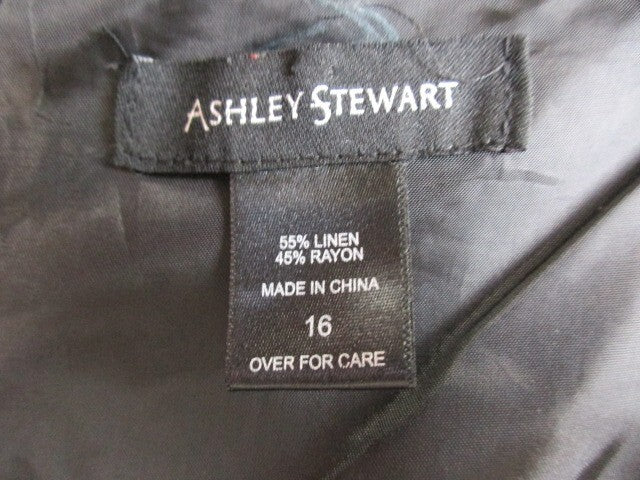 ASHLEY STEWART
55% LINEN
45% RAYON
MADE IN CHINA
16
OVER FOR CARE